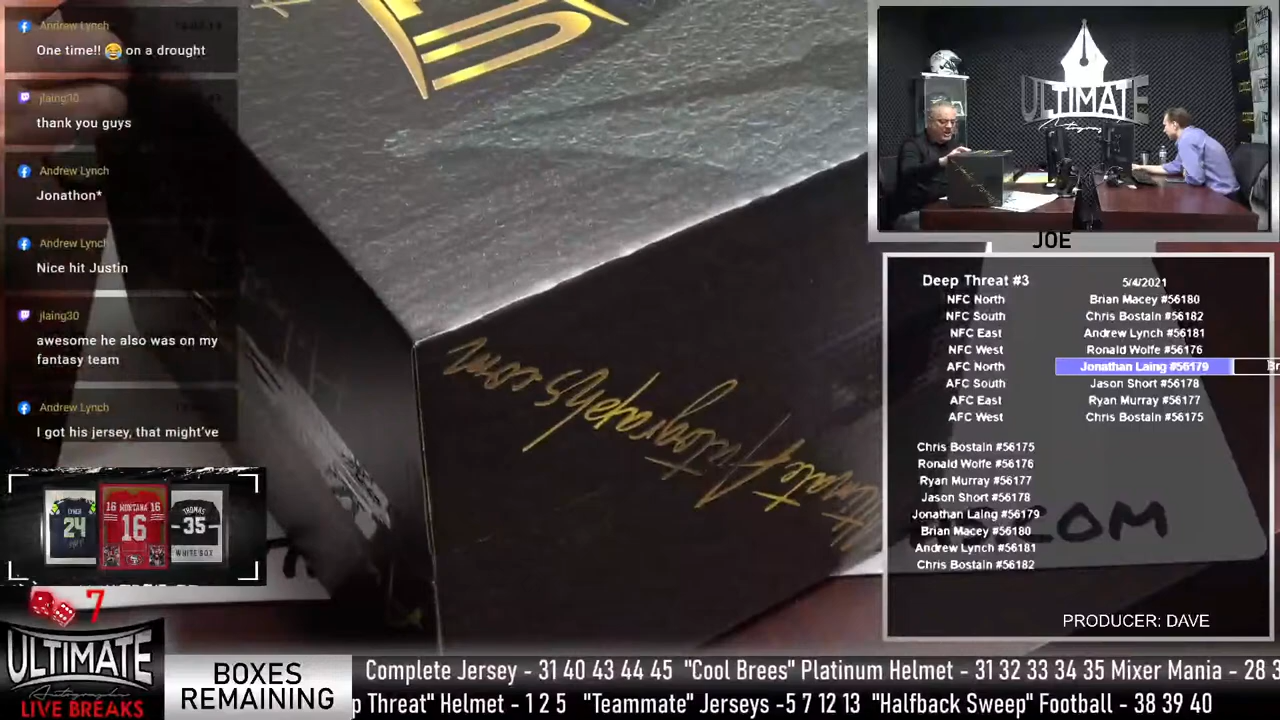 Andrew Lynch
One time!! 😂 on a drought
jlaing30
thank you guys
Andrew Lynch
Jonathon*
Andrew Lynch
Nice hit Justin
jlaing30
awesome he also was on my
fantasy team
Andrew Lynch
I got his jersey, that might've
ULTIMATE
JOE
Deep Threat #3 5/4/2021
NFC North Brian Macey #56180
NFC South Chris Bostain #56182
NFC East Andrew Lynch #56181
NFC West Ronald Wolfe #56176
AFC North Jonathan Laing #56179
AFC South Jason Short #56178
AFC East Ryan Murray #56177
AFC West Chris Bostain #56175
Chris Bostain #56175
Ronald Wolfe #56176
Ryan Murray #56177
Jason Short #56178
Jonathan Laing #56179
Brian Macey #56180
Andrew Lynch #56181
Chris Bostain #56182
PRODUCER: DAVE
.COM
LYNCH
24
16 MONTANA 16
16
THOMAS
35
WHITE SOX
7
ULTIMATE
Autographs
LIVE BREAKS
BOXES
REMAINING
Complete Jersey - 31 40 43 44 45 "Cool Brees" Platinum Helmet - 31 32 33 34 35 Mixer Mania - 28 3
p Threat" Helmet - 1 2 5 "Teammate" Jerseys -5 7 12 13 "Halfback Sweep" Football - 38 39 40